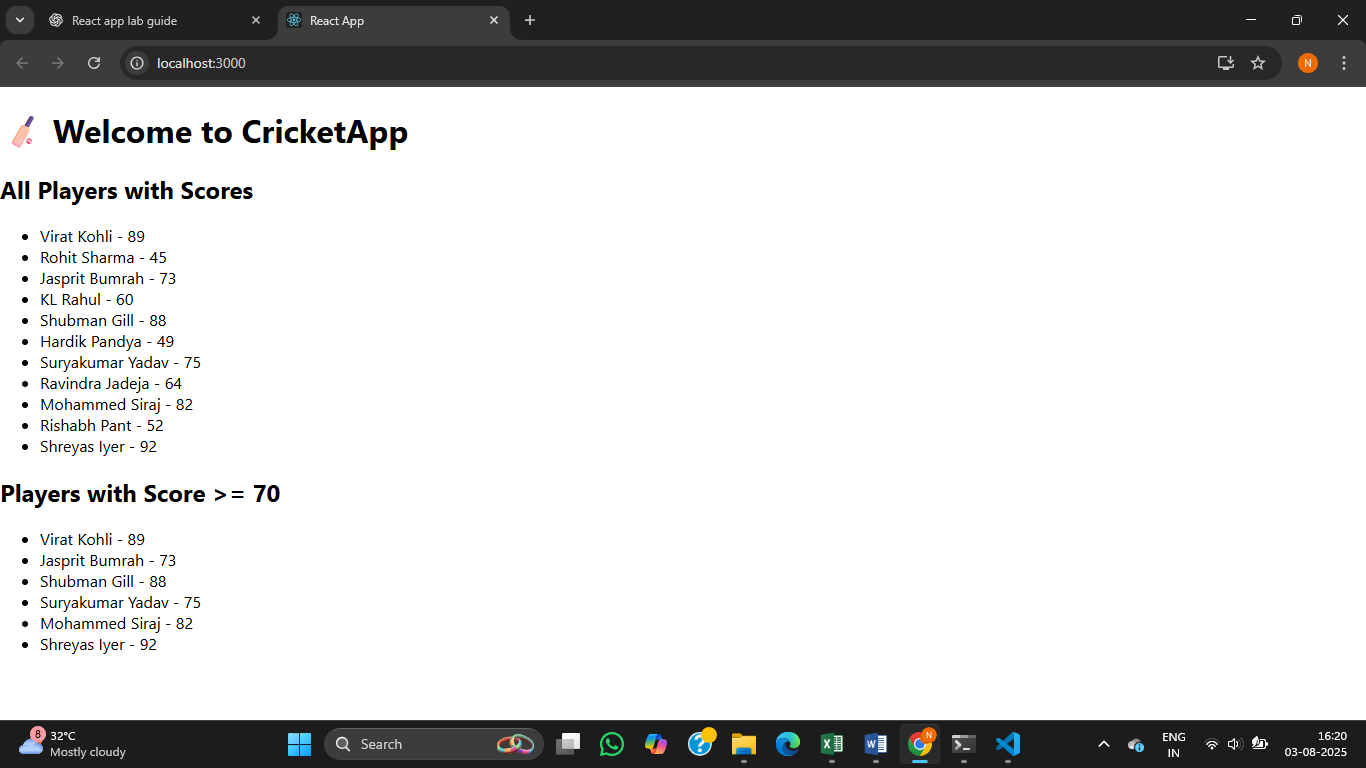 React app lab guide
React App
localhost:3000
N
Welcome to CricketApp
All Players with Scores
Virat Kohli - 89
Rohit Sharma - 45
Jasprit Bumrah - 73
KL Rahul - 60
Shubman Gill - 88
Hardik Pandya - 49
Suryakumar Yadav - 75
Ravindra Jadeja - 64
Mohammed Siraj - 82
Rishabh Pant - 52
Shreyas Iyer - 92
Players with Score >= 70
Virat Kohli - 89
Jasprit Bumrah - 73
Shubman Gill - 88
Suryakumar Yadav - 75
Mohammed Siraj - 82
Shreyas Iyer - 92
8
32°C
Mostly cloudy
Search
N
ENG
IN
16:20
03-08-2025